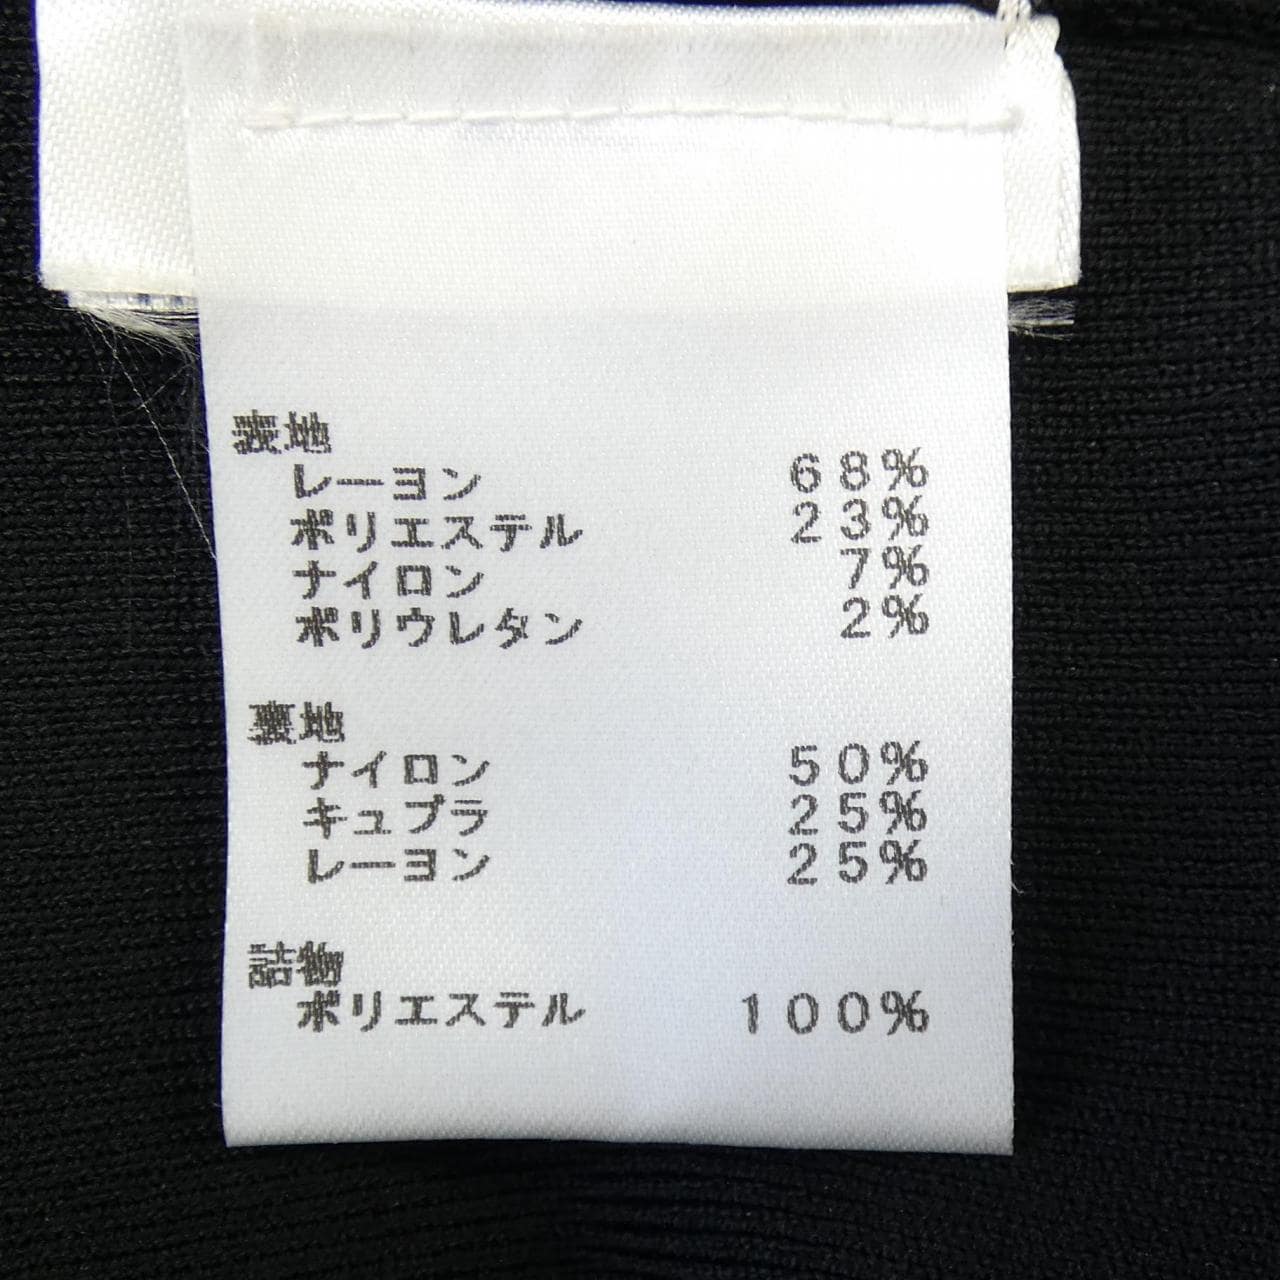 表地
レーヨン 68%
ポリエステル 23%
ナイロン 7%
ポリウレタン 2%
裏地
ナイロン 50%
キュプラ 25%
レーヨン 25%
詰物
ポリエステル 100%